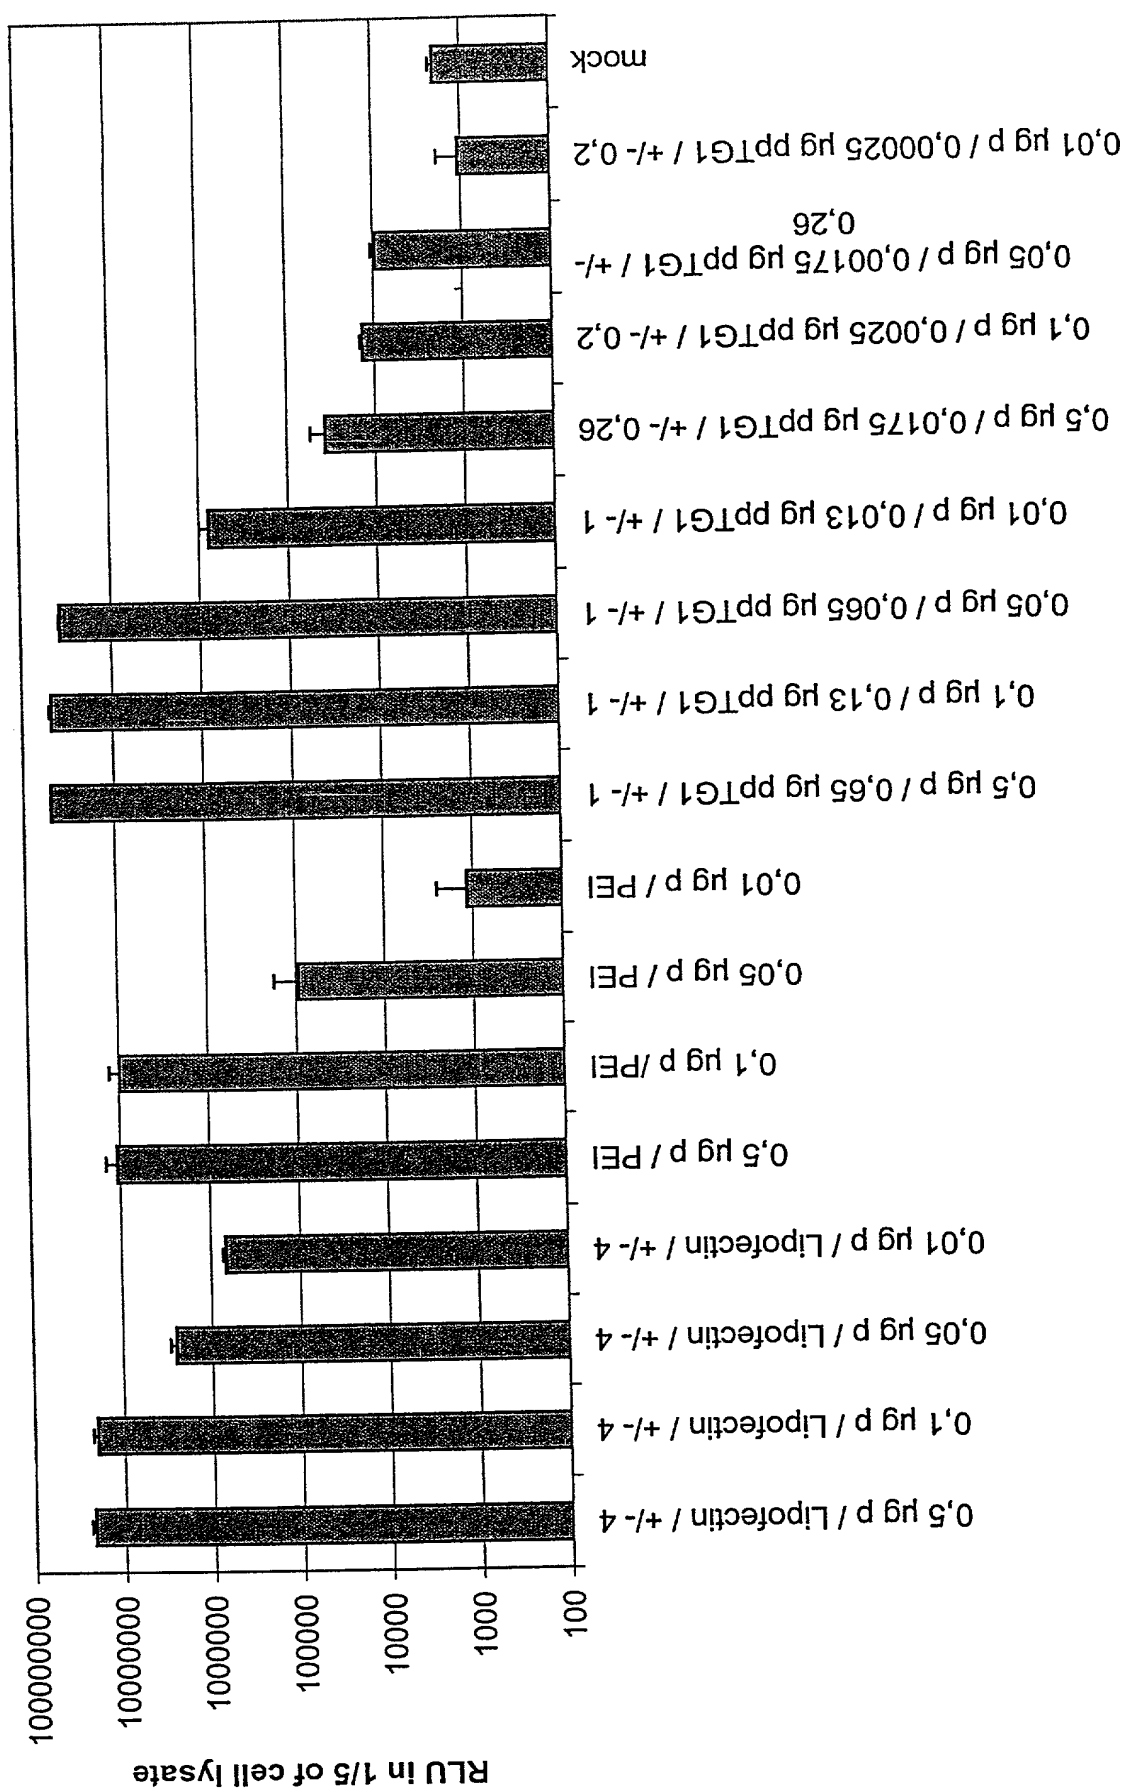 RLU in 1/5 of cell lysate
100000000
10000000
1000000
100000
10000
1000
100
0,5 µg p / Lipofectin / +/- 4
0,1 µg p / Lipofectin / +/- 4
0,05 µg p / Lipofectin / +/- 4
0,01 µg p / Lipofectin / +/- 4
0,5 µg p / PEI
0,1 µg p /PEI
0,05 µg p / PEI
0,01 µg p / PEI
0,5 µg p / 0,65 µg ppTG1 / +/- 1
0,1 µg p / 0,13 µg ppTG1 / +/- 1
0,05 µg p / 0,065 µg ppTG1 / +/- 1
0,01 µg p / 0,013 µg ppTG1 / +/- 1
0,5 µg p / 0,0175 µg ppTG1 / +/- 0,26
0,1 µg p / 0,0025 µg ppTG1 / +/- 0,2
0,05 µg p / 0,00175 µg ppTG1 / +/-
0,26
0,01 µg p / 0,00025 µg ppTG1 / +/- 0,2
mock